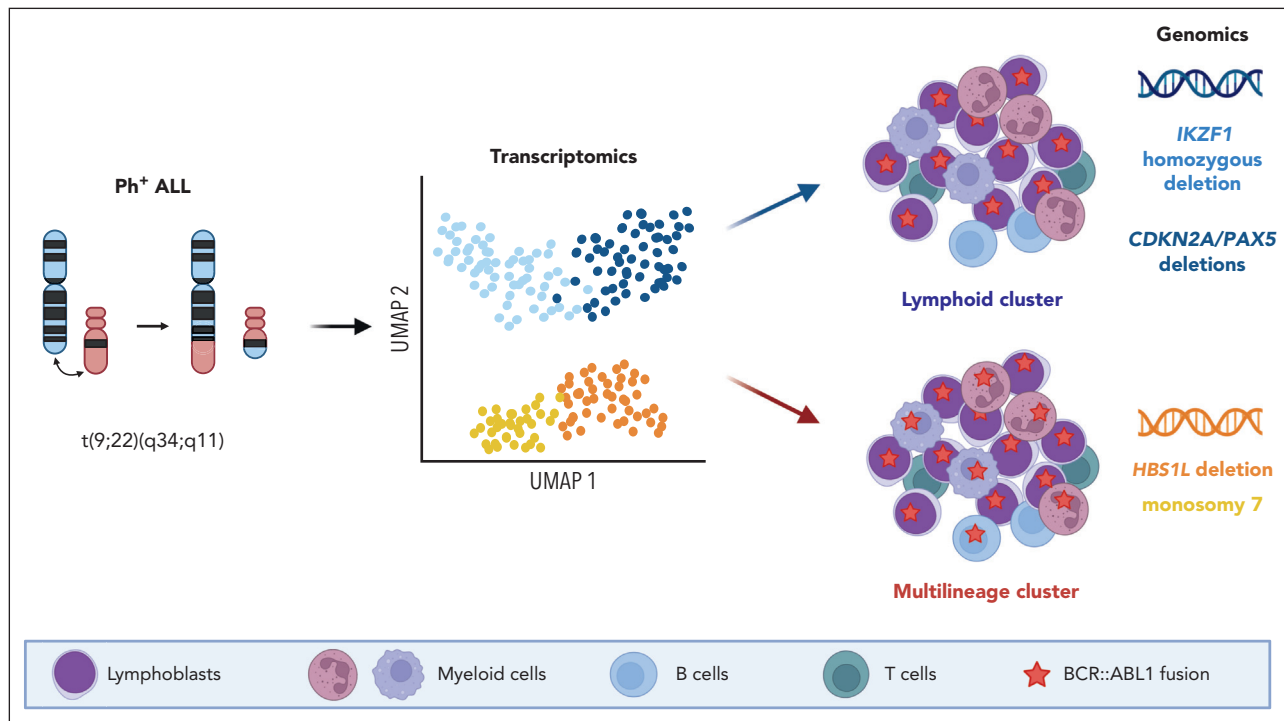 Ph+ ALL
t(9;22)(q34;q11)
Transcriptomics
UMAP 2
UMAP 1
Lymphoid cluster
Multilineage cluster
Genomics
IKZF1
homozygous
deletion
CDKN2A/PAX5
deletions
HBS1L deletion
monosomy 7
Lymphoblasts
Myeloid cells
B cells
T cells
BCR::ABL1 fusion